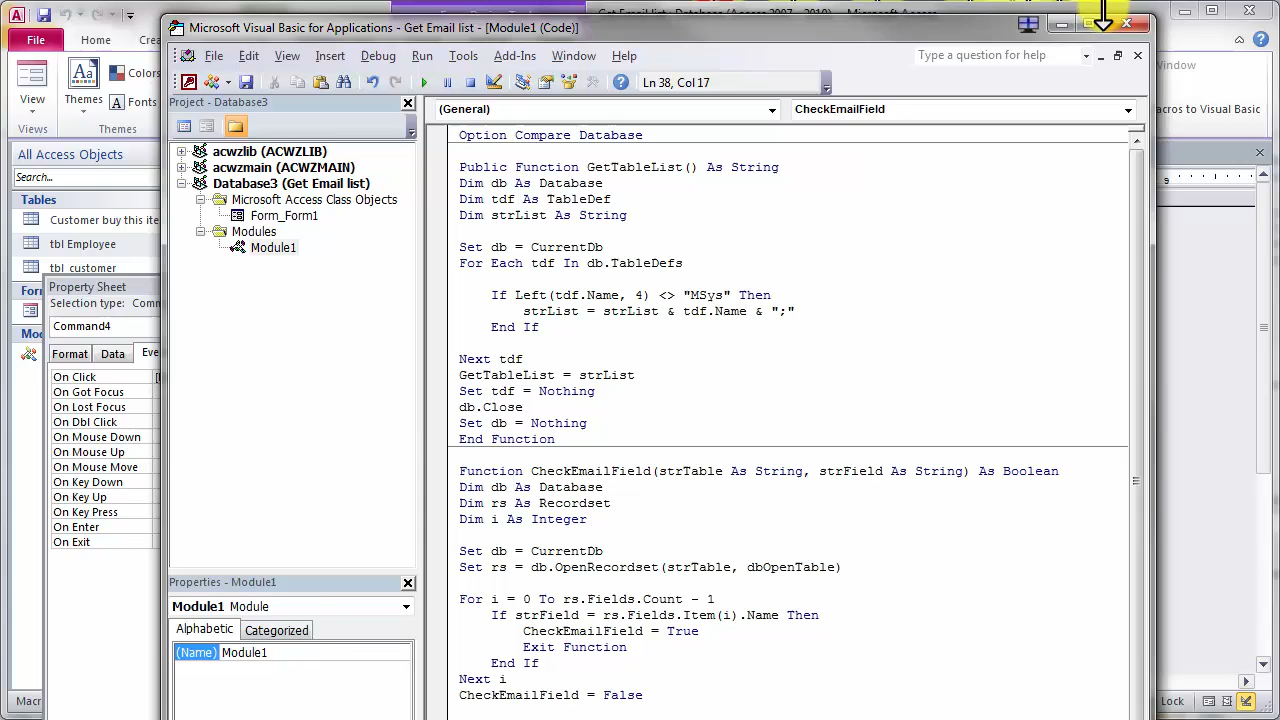 Microsoft Visual Basic for Applications - Get Email list - [Module1 (Code)]
File Home
View
Themes
Colors
Fonts
Views Themes
All Access Objects
Search...
Tables
Customer buy this
tbl Employee
tbl customer
Property Sheet
Command4
Format Data
On Click
On Got Focus
On Lost Focus
On Dbl Click
On Mouse Down
On Mouse Up
On Mouse Move
On Key Down
On Key Up
On Key Press
On Enter
On Exit
File Edit View Insert Debug Run Tools Add-Ins Window Help
Type a question for help
Ln 38, Col 17
Project - Database3
acwzlib (ACWZLIB)
acwzmain (ACWZMAIN)
Database3 (Get Email list)
Microsoft Access Class Objects
Form_Form1
Modules
Module1
Properties - Module1
Module1 Module
Alphabetic Categorized
(Name) Module1
(General) CheckEmailField
Option Compare Database
Public Function GetTableList() As String
Dim db As Database
Dim tdf As TableDef
Dim strList As String
Set db = CurrentDb
For Each tdf In db.TableDefs
If Left(tdf.Name, 4) <> "MSys" Then
strList = strList & tdf.Name & ";"
End If
Next tdf
GetTableList = strList
Set tdf = Nothing
db.Close
Set db = Nothing
End Function
Function CheckEmailField(strTable As String, strField As String) As Boolean
Dim db As Database
Dim rs As Recordset
Dim i As Integer
Set db = CurrentDb
Set rs = db.OpenRecordset(strTable, dbOpenTable)
For i = 0 To rs.Fields.Count - 1
If strField = rs.Fields.Item(i).Name Then
CheckEmailField = True
Exit Function
End If
Next i
CheckEmailField = False
Window
to Visual Basic
9
Lock